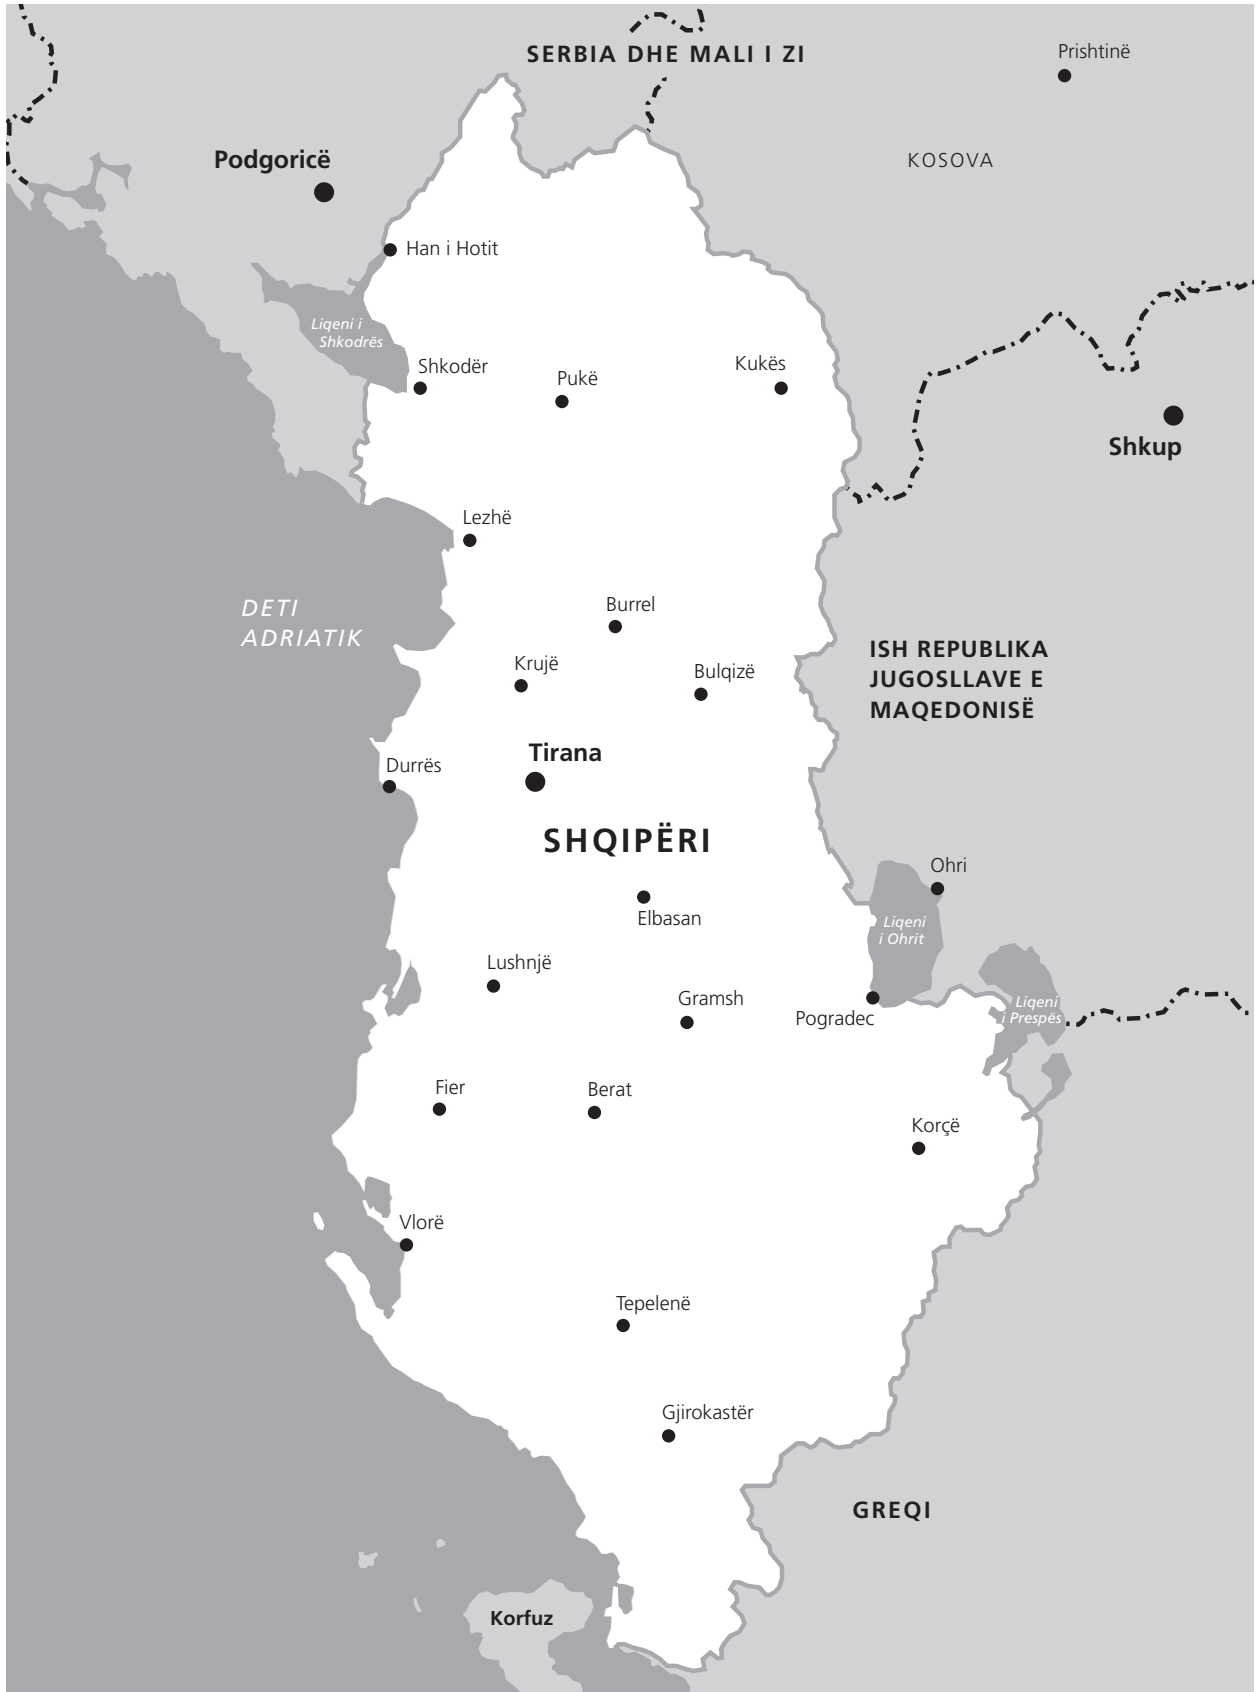 SERBIA DHE MALI I ZI
Prishtinë
Podgoricë
KOSOVA
Han i Hotit
Liqeni i
Shkodrës
Shkodër
Pukë
Kukës
Shkup
Lezhë
DETI
ADRIATIK
Burrel
ISH REPUBLIKA
JUGOSLLAVE E
MAQEDONISË
Krujë
Bulqizë
Tirana
Durrës
SHQIPËRI
Ohri
Elbasan
Liqeni
i Ohrit
Lushnjë
Gramsh
Pogradec
Liqeni
i Prespës
Fier
Berat
Korçë
Vlorë
Tepelenë
Gjirokastër
GREQI
Korfuz